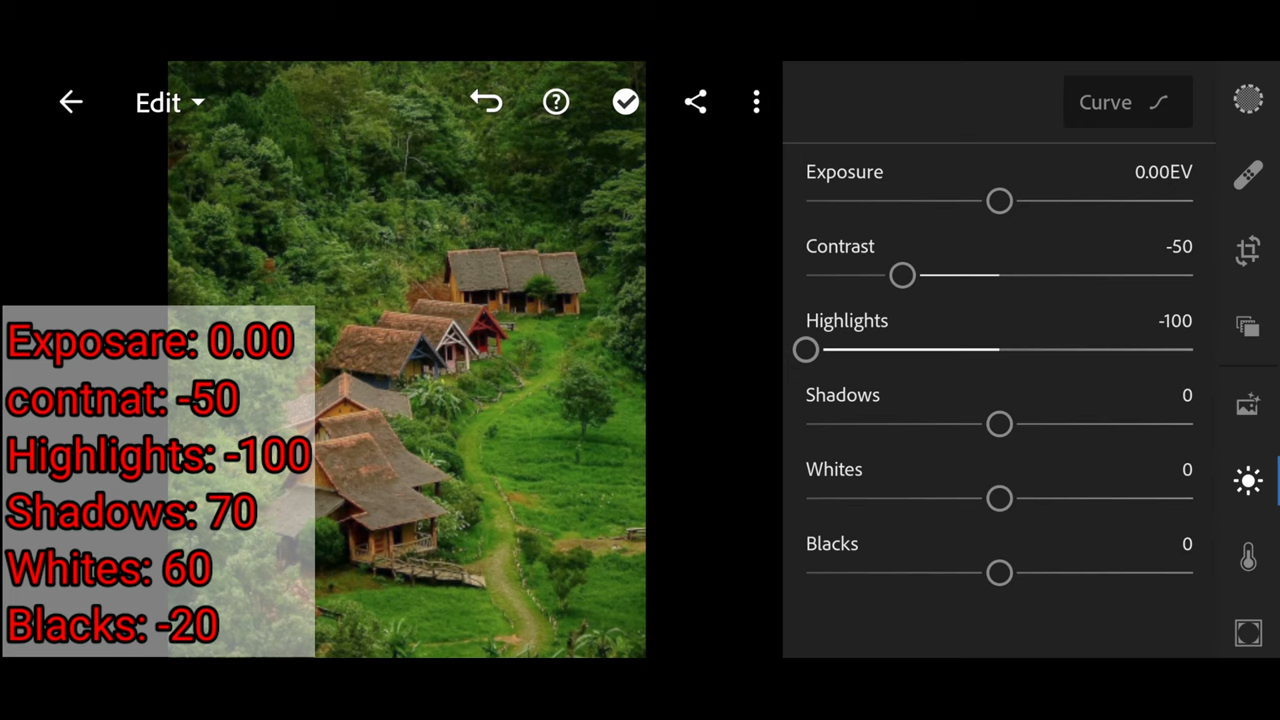 Edit
Curve
Exposure 0.00EV
Contrast -50
Highlights -100
Shadows 0
Whites 0
Blacks 0
Exposare: 0.00
contnat: -50
Highlights: -100
Shadows: 70
Whites: 60
Blacks: -20